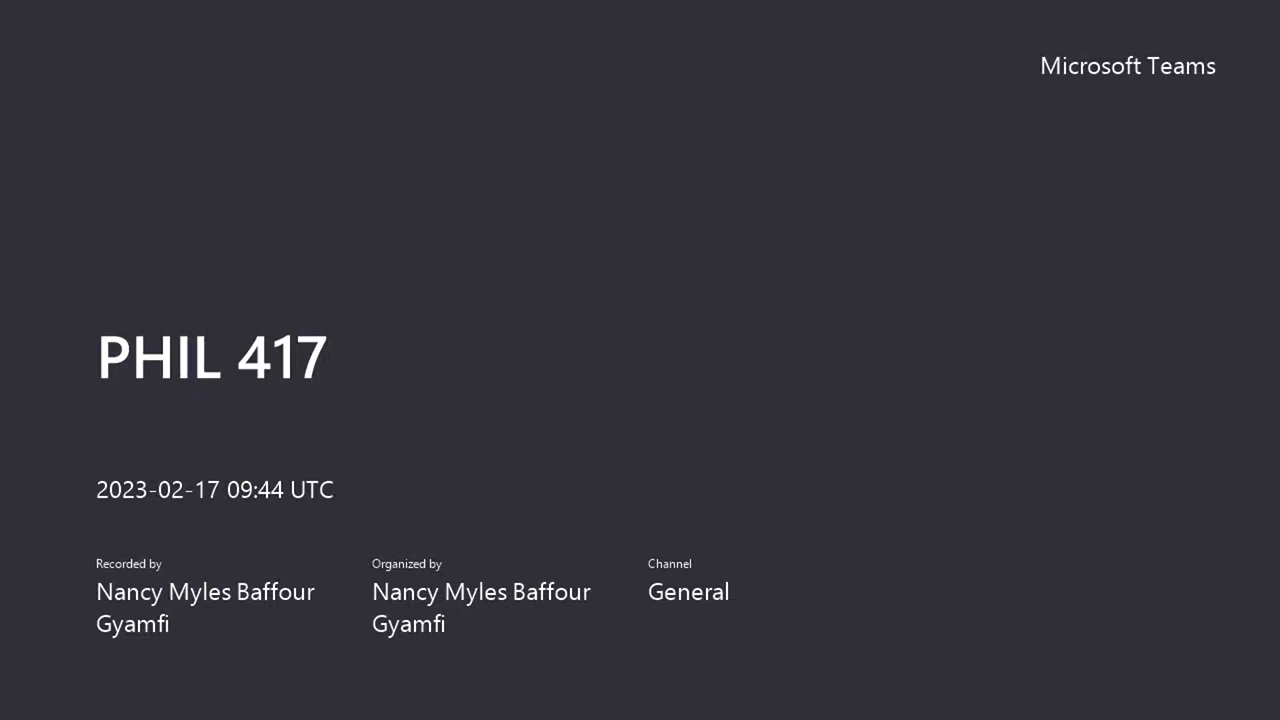 Microsoft Teams
PHIL 417
2023-02-17 09:44 UTC
Recorded by
Nancy Myles Baffour
Gyamfi
Organized by
Nancy Myles Baffour
Gyamfi
Channel
General